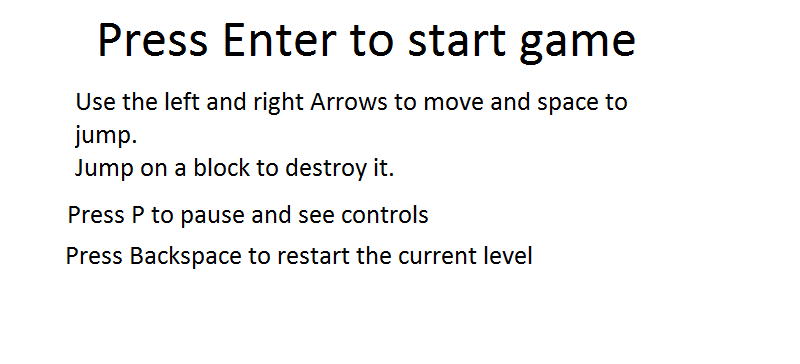 Press Enter to start game
Use the left and right Arrows to move and space to
jump.
Jump on a block to destroy it.
Press P to pause and see controls
Press Backspace to restart the current level